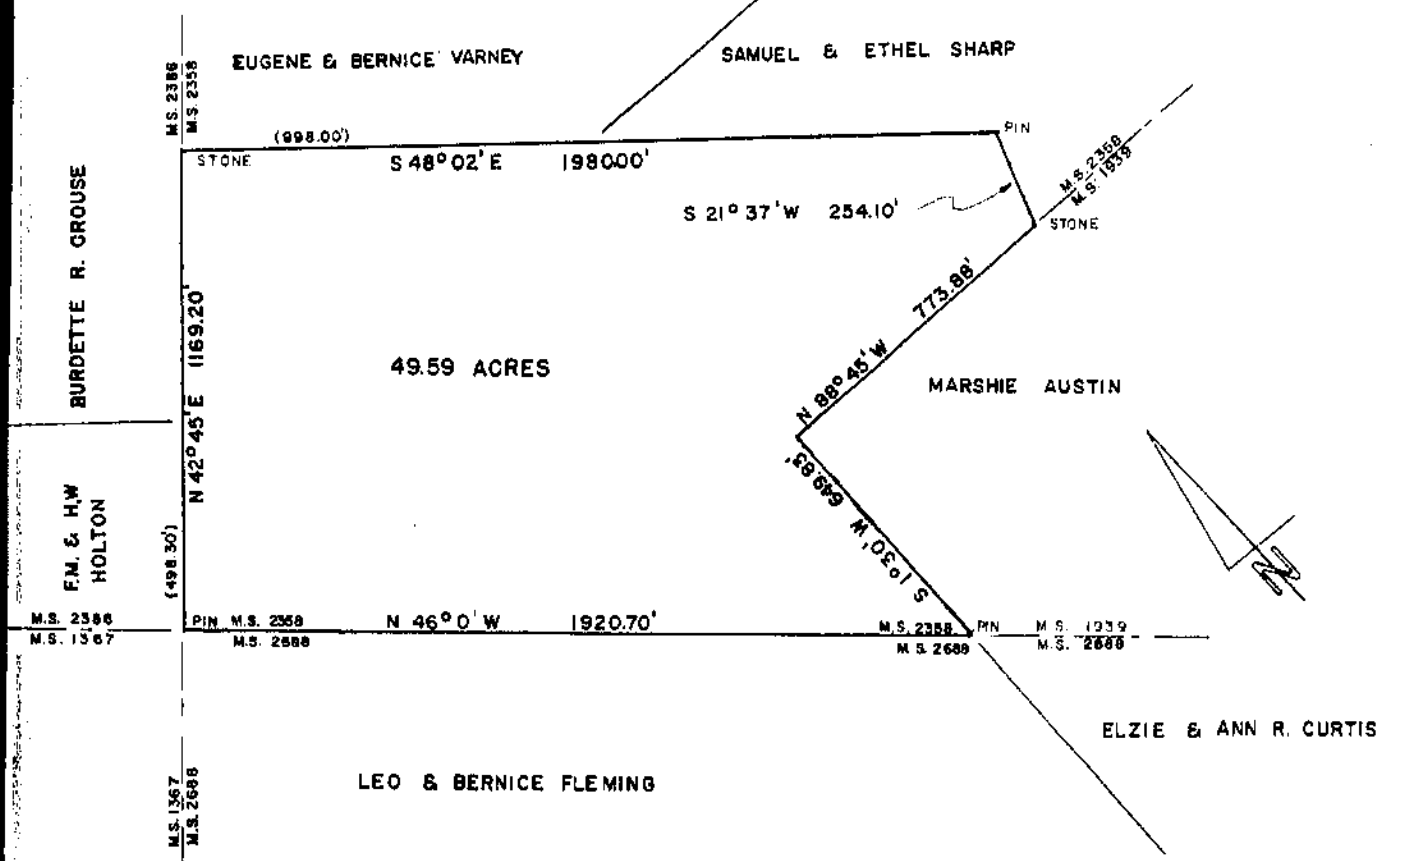 EUGENE & BERNICE VARNEY
SAMUEL & ETHEL SHARP
M.S. 2386
M.S. 2358
(998.00')
STONE
S 48° 02' E 1980.00'
PIN
M.S. 2358
M.S. 1939
S 21° 37' W 254.10'
STONE
BURDETTE R. GROUSE
N 42° 45' E 1169.20'
773.88'
N 88° 45' W
49.59 ACRES
MARSHIE AUSTIN
649.83'
S 1° 30' W
F.M. & H.W
HOLTON
(498.30')
N
M.S. 2386
M.S. 1367
PIN M.S. 2358
M.S. 2688
N 46° 0' W 1920.70'
M.S. 2358
M.S. 2688
PIN
M.S. 1939
M.S. 2688
ELZIE & ANN R. CURTIS
M.S. 1367
M.S. 2688
LEO & BERNICE FLEMING